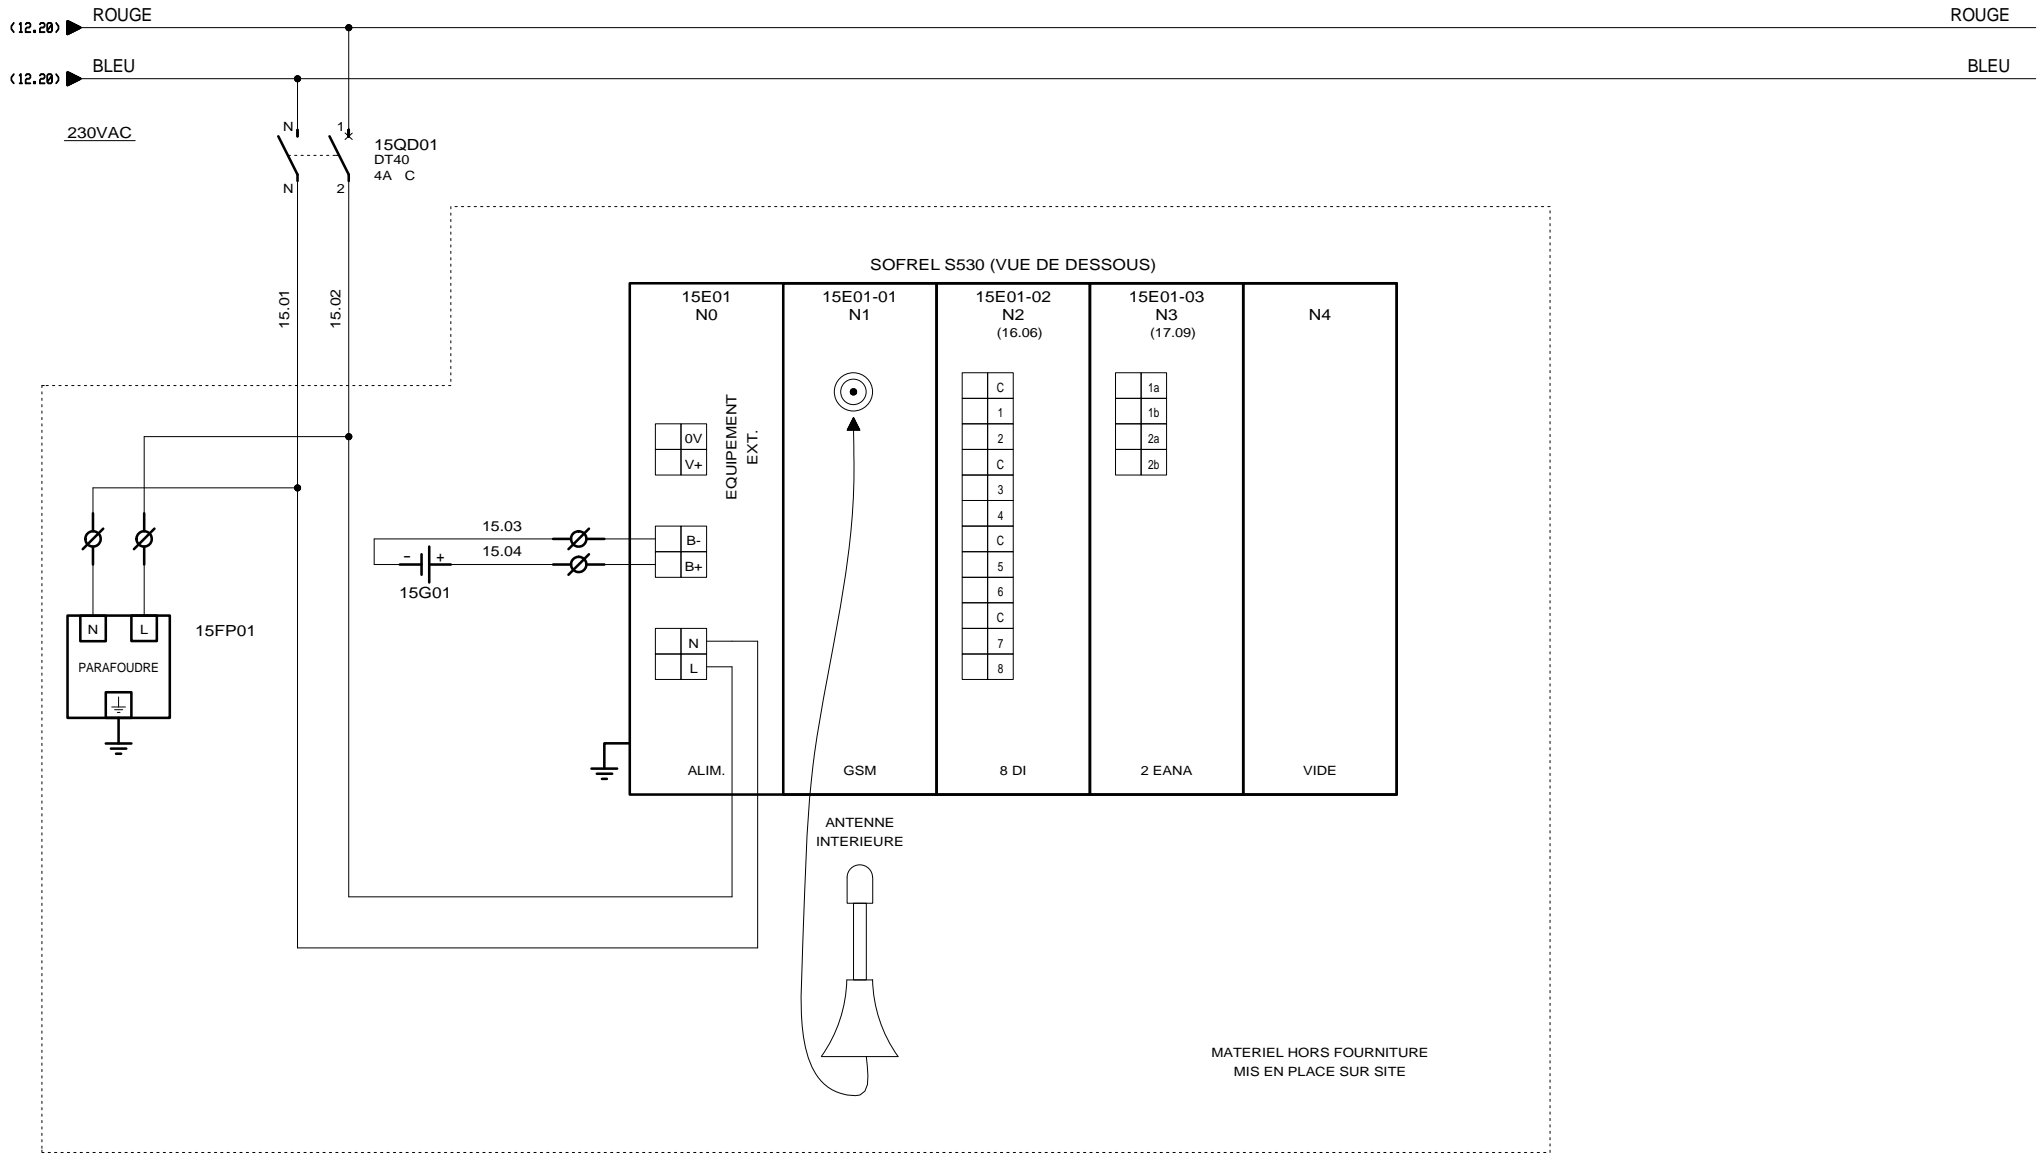 (12.20) ROUGE ROUGE
(12.20) BLEU BLEU
230VAC
N 1
15QD01
DT40
4A C
N 2
15.01
15.02
SOFREL S530 (VUE DE DESSOUS)
15E01
N0
15E01-01
N1
15E01-02
N2
(16.06)
15E01-03
N3
(17.09)
N4
0V
V+
EQUIPEMENT
EXT.
B-
B+
N
L
ALIM.
GSM
C
1
2
C
3
4
C
5
6
C
7
8
8 DI
1a
1b
2a
2b
2 EANA
VIDE
15.03
15.04
- +
15G01
N L
15FP01
PARAFOUDRE
ANTENNE
INTERIEURE
MATERIEL HORS FOURNITURE
MIS EN PLACE SUR SITE